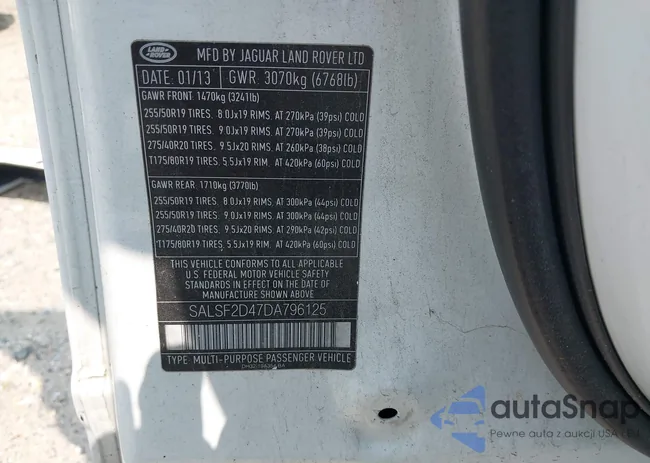 LAND
ROVER
MFD BY JAGUAR LAND ROVER LTD
DATE: 01/13 GWR. 3070kg (6768lb)
GAWR FRONT: 1470kg (3241lb)
255/50R19 TIRES. 8.0Jx19 RIMS. AT 270kPa (39psi) COLD
255/50R19 TIRES. 9.0Jx19 RIMS. AT 270kPa (39psi) COLD
275/40R20 TIRES. 9.5Jx20 RIMS. AT 260kPa (38psi) COLD
T175/80R19 TIRES. 5.5Jx19 RIM. AT 420kPa (60psi) COLD
GAWR REAR: 1710kg (3770lb)
255/50R19 TIRES. 8.0Jx19 RIMS. AT 300kPa (44psi) COLD
255/50R19 TIRES. 9.0Jx19 RIMS. AT 300kPa (44psi) COLD
275/40R20 TIRES. 9.5Jx20 RIMS. AT 290kPa (42psi) COLD
T175/80R19 TIRES. 5.5Jx19 RIM. AT 420kPa (60psi) COLD
THIS VEHICLE CONFORMS TO ALL APPLICABLE
U.S. FEDERAL MOTOR VEHICLE SAFETY
STANDARDS IN EFFECT ON THE DATE OF
MANUFACTURE SHOWN ABOVE.
SALSF2D47DA796125
TYPE: MULTI-PURPOSE PASSENGER VEHICLE
autoSnap
Pewne auta z aukcji USA i EU